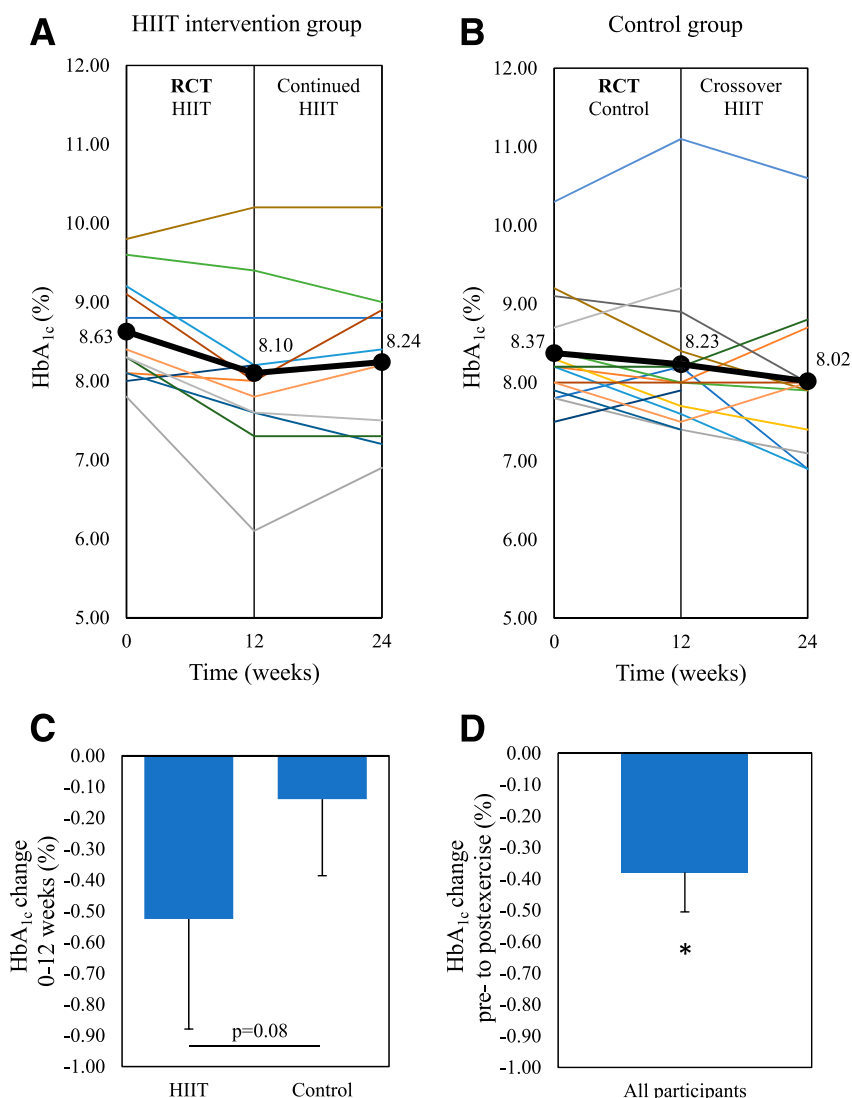 A
HIIT intervention group
12.00
11.00
10.00
9.00
8.00
7.00
6.00
5.00
HbA1c (%)
RCT
HIIT
Continued
HIIT
8.63
8.10
8.24
0
12
24
Time (weeks)
B
Control group
12.00
11.00
10.00
9.00
8.00
7.00
6.00
5.00
HbA1c (%)
RCT
Control
Crossover
HIIT
8.37
8.23
8.02
0
12
24
Time (weeks)
C
0.00
-0.10
-0.20
-0.30
-0.40
-0.50
-0.60
-0.70
-0.80
-0.90
-1.00
HbA1c change
0-12 weeks (%)
p=0.08
HIIT
Control
D
0.00
-0.10
-0.20
-0.30
-0.40
-0.50
-0.60
-0.70
-0.80
-0.90
-1.00
HbA1c change
pre- to postexercise (%)
*
All participants